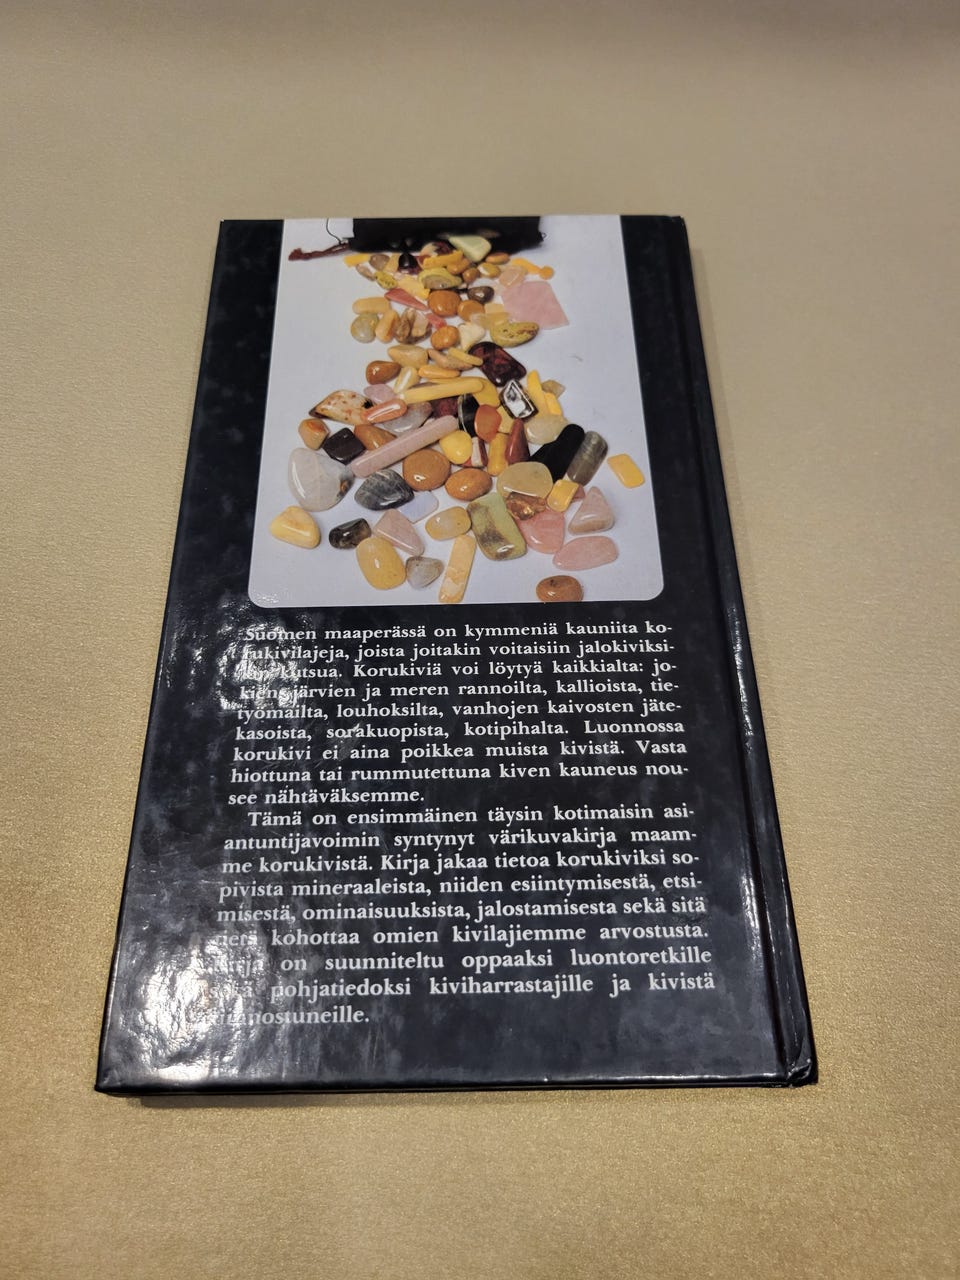 Suomen maaperässä on kymmeniä kauniita ko-
rukivilajeja, joista joitakin voitaisiin jalokiviksi-
kin kutsua. Korukiviä voi löytyä kaikkialta: jo-
kien, järvien ja meren rannoilta, kallioista, tie-
työmailta, louhoksilta, vanhojen kaivosten jäte-
kasoista, sorakuopista, kotipihalta. Luonnossa
korukivi ei aina poikkea muista kivistä. Vasta
hiottuna tai rummutettuna kiven kauneus nou-
see nähtäväksemme.
Tämä on ensimmäinen täysin kotimaisin asi-
antuntijavoimin syntynyt värikuvakirja maam-
me korukivistä. Kirja jakaa tietoa korukiviksi so-
pivista mineraaleista, niiden esiintymisestä, etsi-
misestä, ominaisuuksista, jalostamisesta sekä sitä
kohottaa omien kivilajiemme arvostusta.
Kirja on suunniteltu oppaaksi luontoretkille
sekä pohjatiedoksi kiviharrastajille ja kivistä
innostuneille.